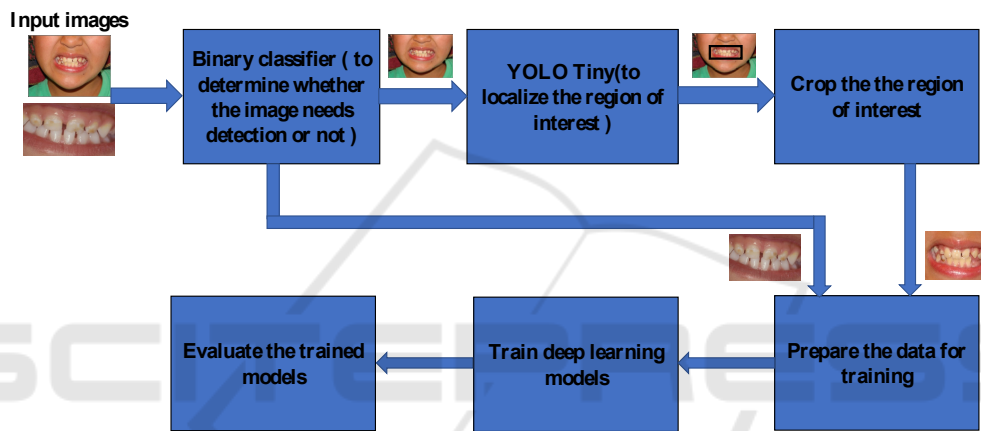 Input images
Binary classifier ( to
determine whether
the image needs
detection or not )
YOLO Tiny(to
localize the region of
interest )
Crop the the region
of interest
Evaluate the trained
models
Train deep learning
models
Prepare the data for
training
SCITEPRESS